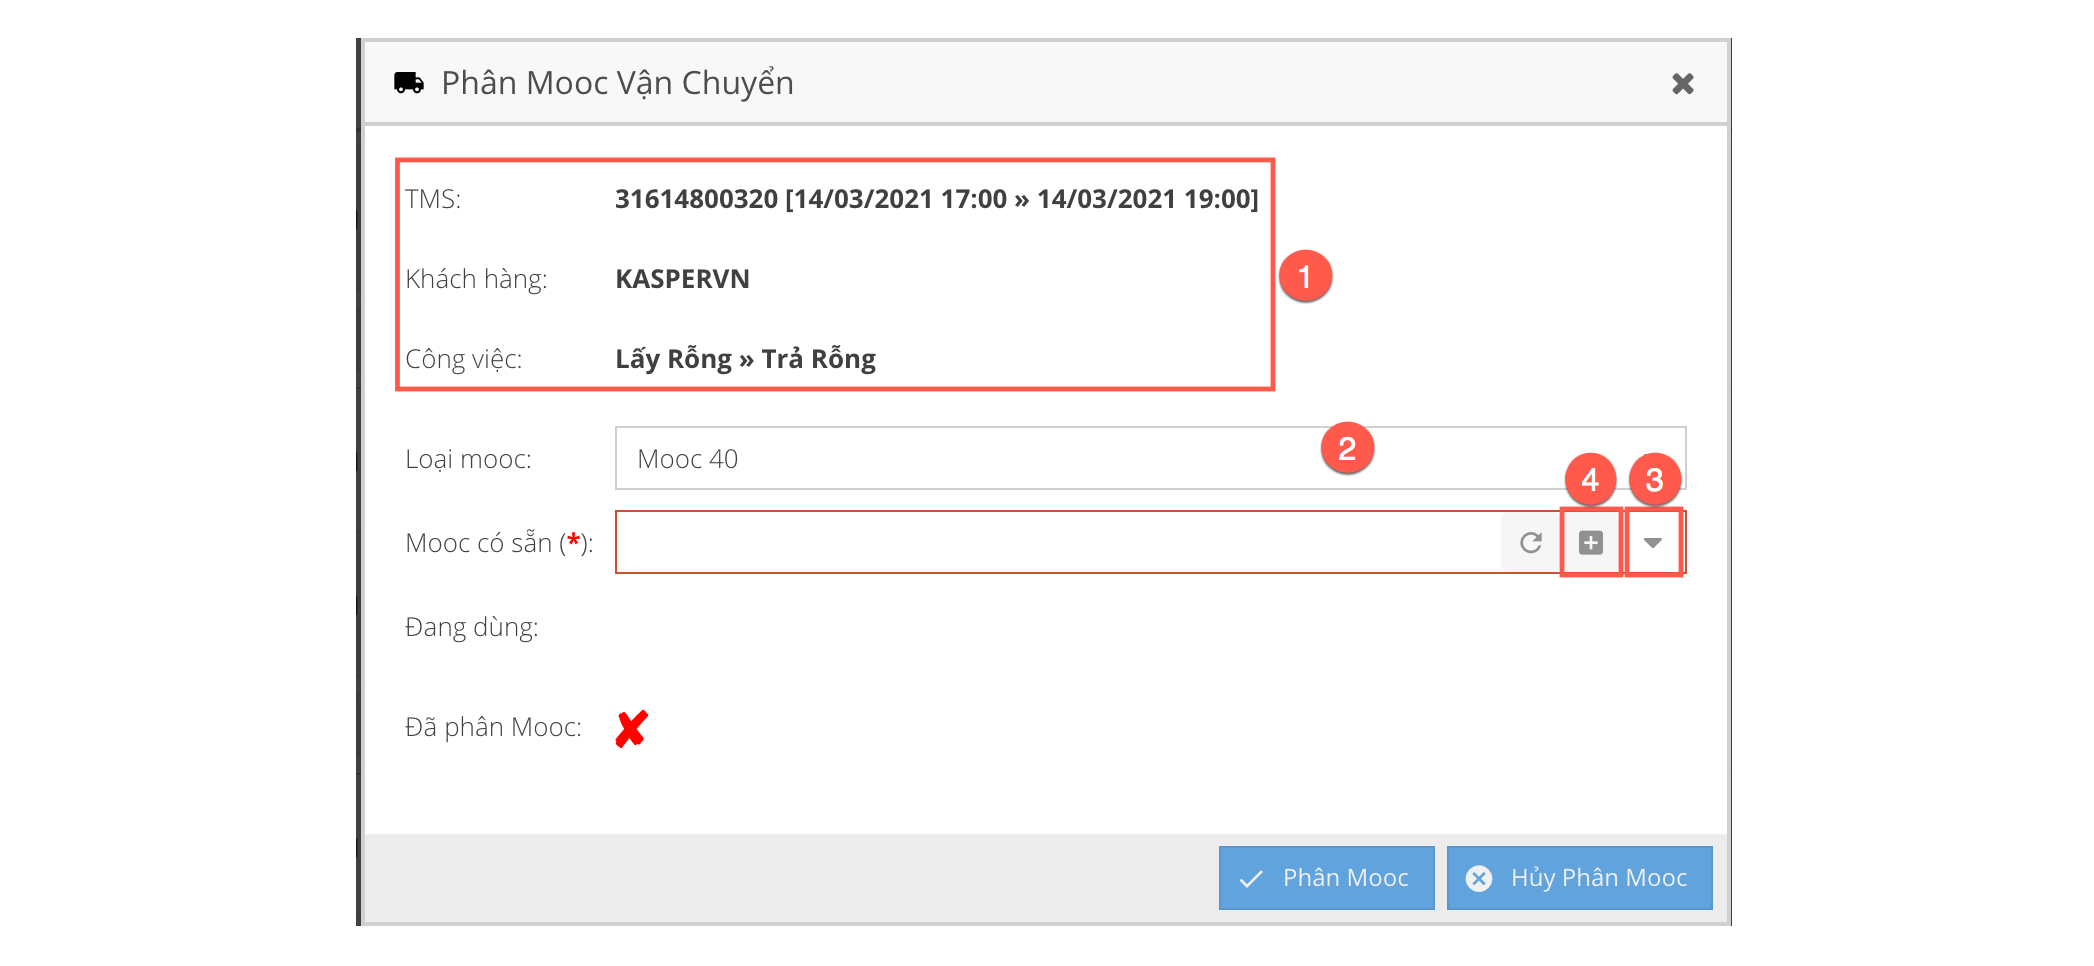 Phân Mooc Vận Chuyển
TMS: 31614800320 [14/03/2021 17:00 » 14/03/2021 19:00]
Khách hàng: KASPERVN
1
Công việc: Lấy Rỗng » Trả Rỗng
Loại mooc: Mooc 40
2
4 3
Mooc có sẵn (*):
Đang dùng:
Đã phân Mooc:
Phân Mooc Hủy Phân Mooc